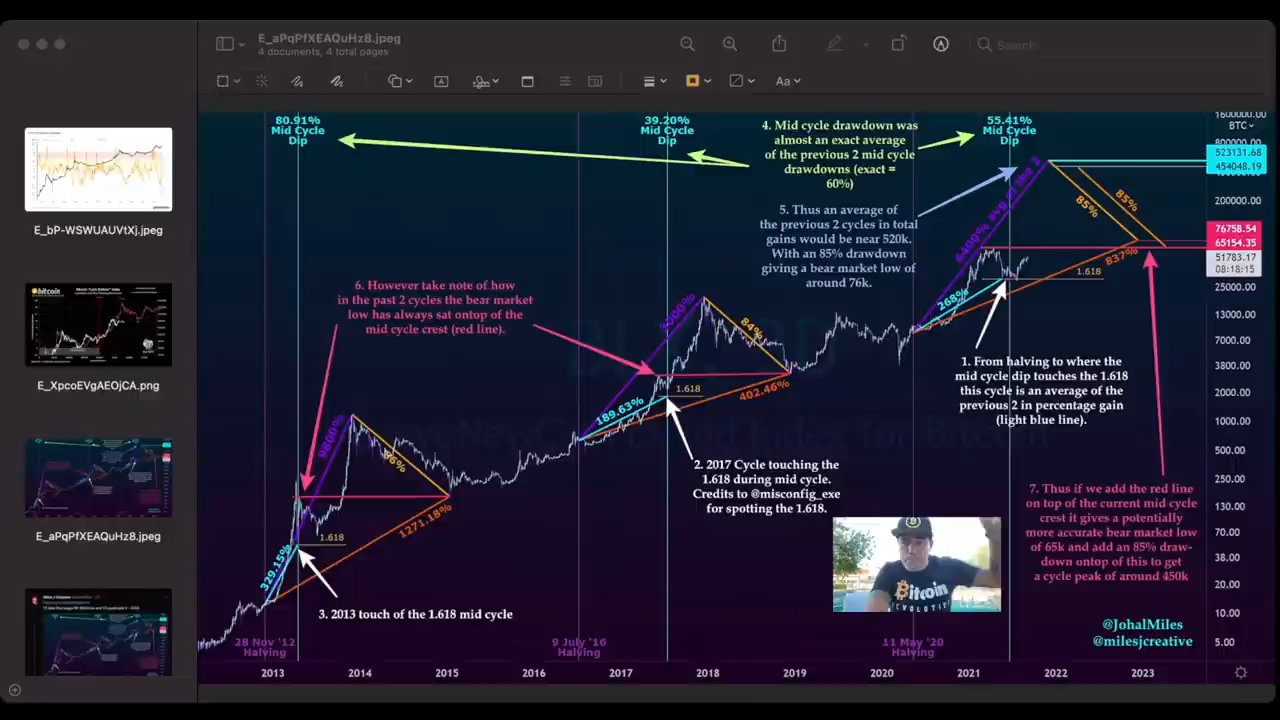 E_aPqPfXEAQuHz8.jpeg
4 documents, 4 total pages
Search
Aa
E_bP-WSWUAUVtXj.jpeg
E_XpcoEVgAEOjCA.png
E_aPqPfXEAQuHz8.jpeg
80.91%
Mid Cycle
Dip
39.20%
Mid Cycle
Dip
55.41%
Mid Cycle
Dip
4. Mid cycle drawdown was
almost an exact average
of the previous 2 mid cycle
drawdowns (exact =
60%)
5. Thus an average of
the previous 2 cycles in total
gains would be near 520k.
With an 85% drawdown
giving a bear market low of
around 76k.
6. However take note of how
in the past 2 cycles the bear market
low has always sat ontop of the
mid cycle crest (red line).
1. From halving to where the
mid cycle dip touches the 1.618
this cycle is an average of the
previous 2 in percentage gain
(light blue line).
2. 2017 Cycle touching the
1.618 during mid cycle.
Credits to @misconfig_exe
for spotting the 1.618.
3. 2013 touch of the 1.618 mid cycle
7. Thus if we add the red line
on top of the current mid cycle
crest it gives a potentially
more accurate bear market low
of 65k and add an 85% draw-
down ontop of this to get
a cycle peak of around 450k
@JohalMiles
@milesjcreative
329.15%
9800%
86%
1271.18%
1.618
189.63%
84%
402.46%
1.618
268%
85%
85%
837%
1.618
28 Nov '12
Halving
9 July '16
Halving
11 May '20
Halving
Bitcoin
BTC
523131.68
454048.19
200000.00
76758.54
65154.35
51783.17
08:18:15
25000.00
13000.00
7000.00
3800.00
2000.00
1000.00
500.00
250.00
130.00
70.00
38.00
20.00
10.00
5.00
2013
2014
2015
2016
2017
2018
2019
2020
2021
2022
2023